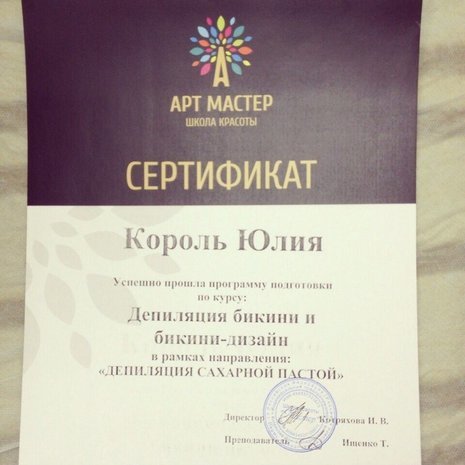 АРТ МАСТЕР
ШКОЛА КРАСОТЫ
СЕРТИФИКАТ
Король Юлия
Успешно прошла программу подготовки
по курсу:
Депиляция бикини и
бикини-дизайн
в рамках направления:
«ДЕПИЛЯЦИЯ САХАРНОЙ ПАСТОЙ»
Директор И. В.
Преподаватель Ищенко Т.